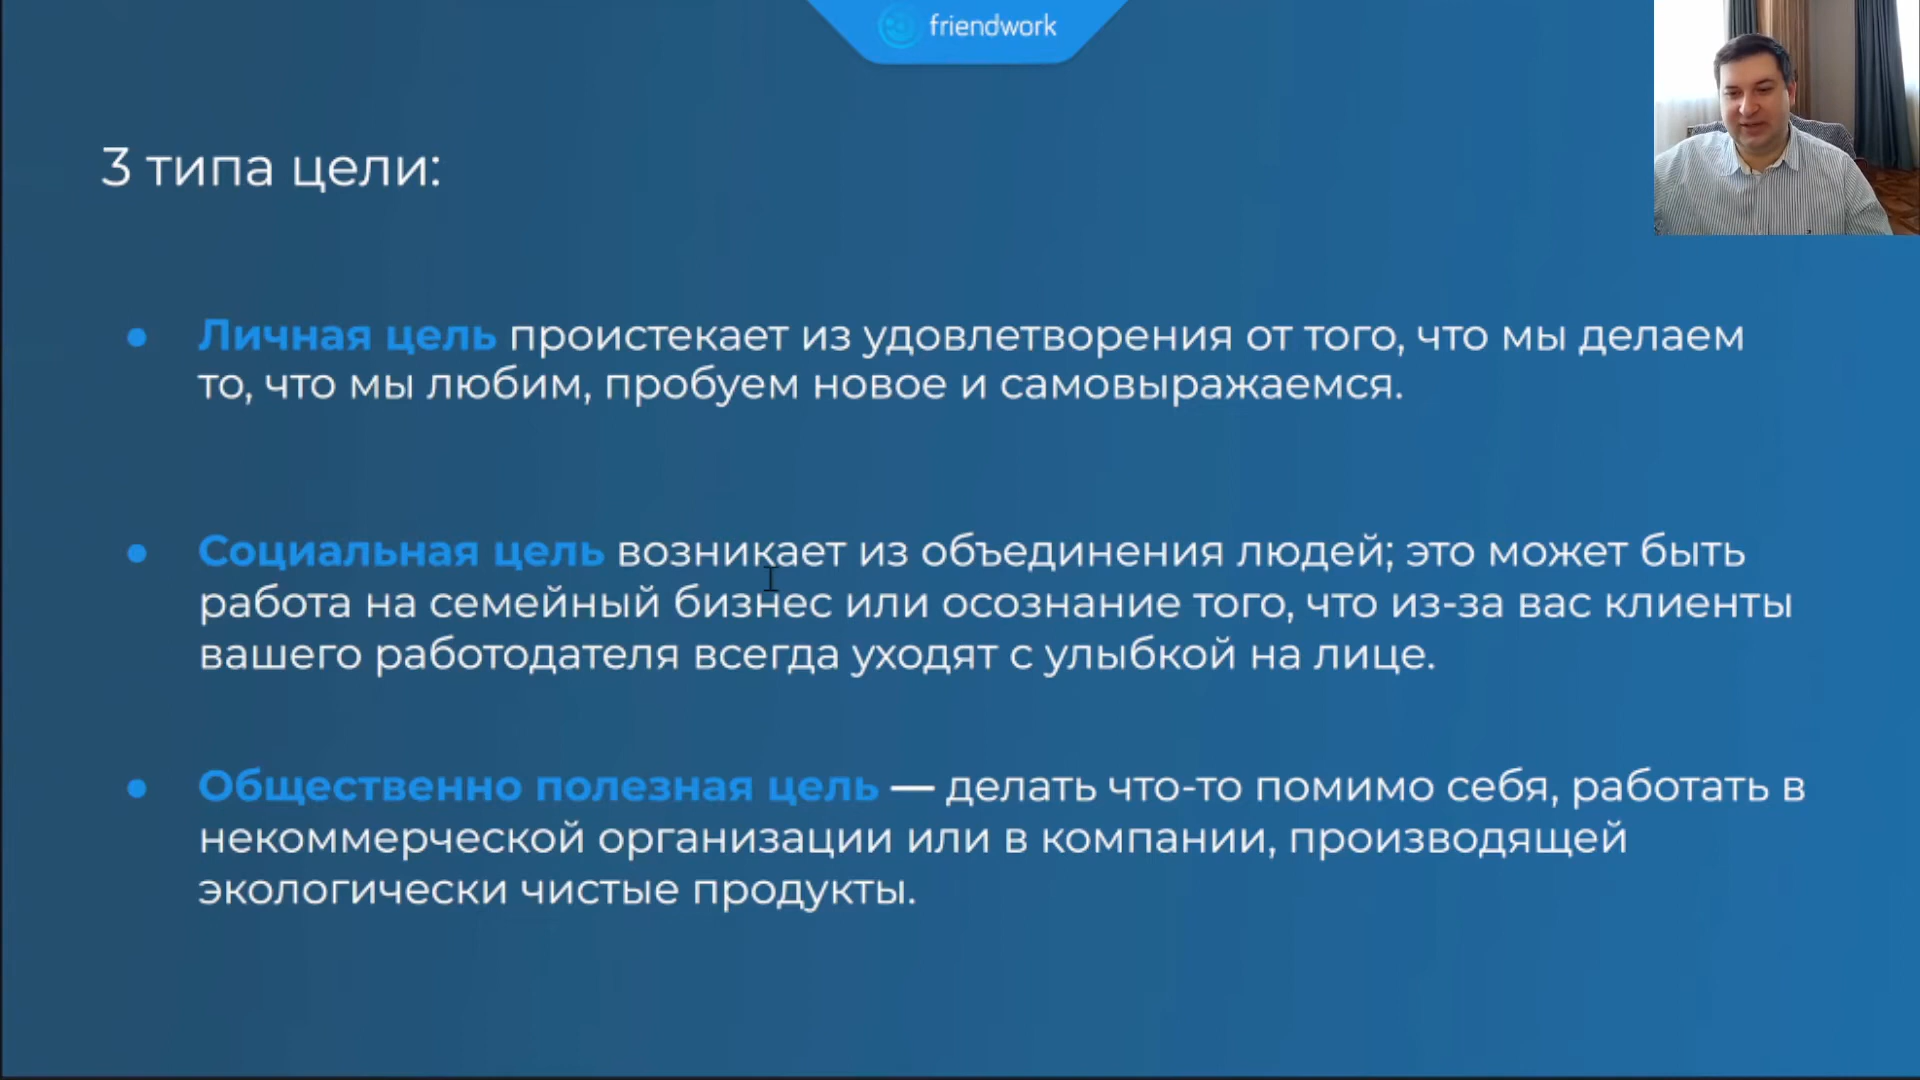 friendwork
3 типа цели:
● Личная цель проистекает из удовлетворения от того, что мы делаем
то, что мы любим, пробуем новое и самовыражаемся.
● Социальная цель возникает из объединения людей; это может быть
работа на семейный бизнес или осознание того, что из-за вас клиенты
вашего работодателя всегда уходят с улыбкой на лице.
● Общественно полезная цель — делать что-то помимо себя, работать в
некоммерческой организации или в компании, производящей
экологически чистые продукты.